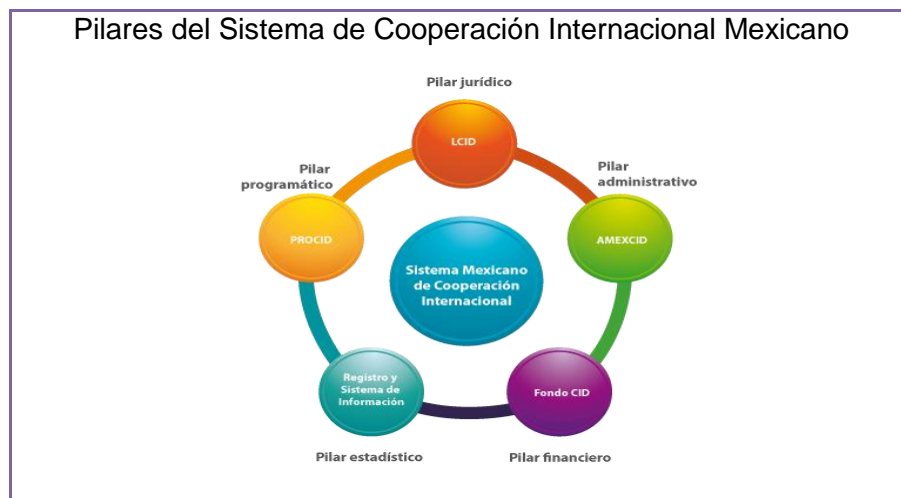 Pilares del Sistema de Cooperación Internacional Mexicano
Pilar jurídico
LCID
Pilar
programático
Pilar
administrativo
PROCID
AMEXCID
Sistema Mexicano
de Cooperación
Internacional
Registro y
Sistema de
Información
Fondo CID
Pilar estadístico
Pilar financiero